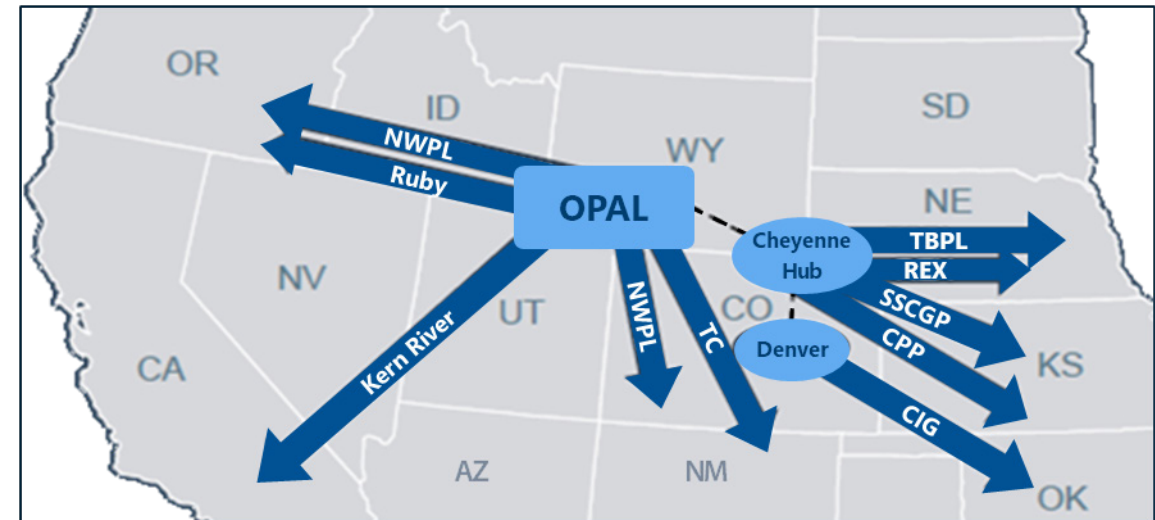 OR
ID
SD
WY
NWPL
Ruby
OPAL
NE
Cheyenne
Hub
TBPL
REX
NV
UT
NWPL
TC
CO
SSCGP
CPP
Denver
KS
Kern River
CA
CIG
AZ
NM
OK